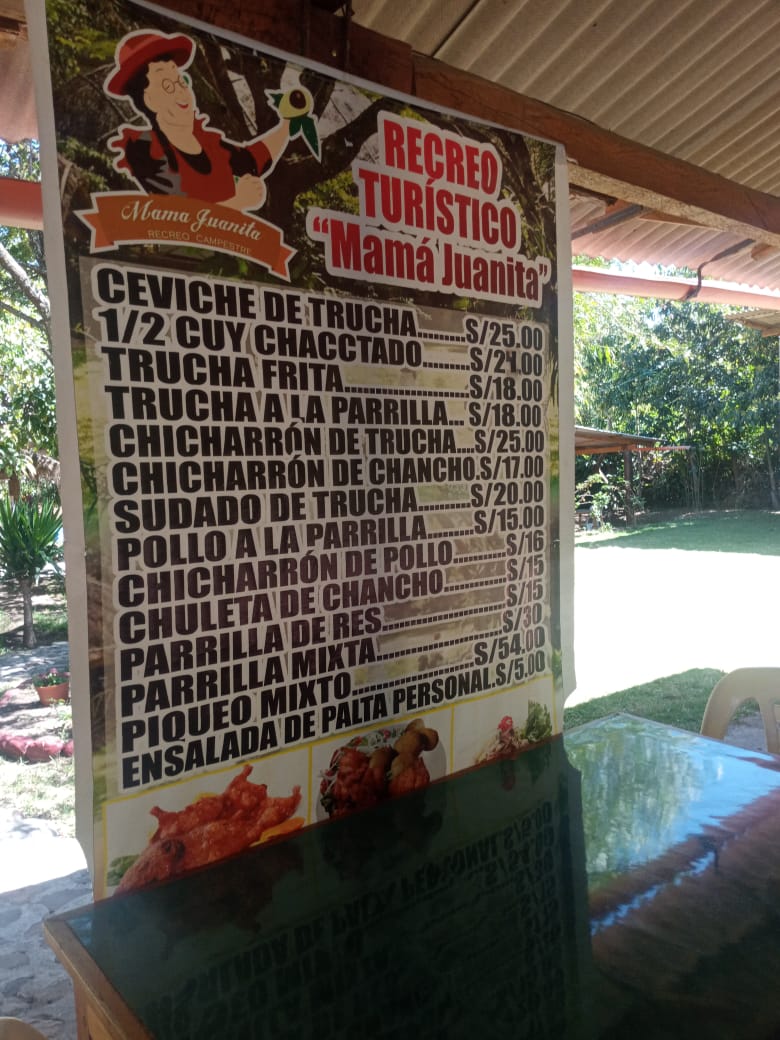 Mama Juanita
RECREO CAMPESTRE
RECREO
TURÍSTICO
"Mamá Juanita"
CEVICHE DE TRUCHA.........S/25.00
1/2 CUY CHACCTADO........S/24.00
TRUCHA FRITA....................S/18.00
TRUCHA A LA PARRILLA... S/18.00
CHICHARRÓN DE TRUCHA....S/25.00
CHICHARRÓN DE CHANCHO.S/17.00
SUDADO DE TRUCHA.........S/20.00
POLLO A LA PARRILLA........S/15.00
CHICHARRÓN DE POLLO.........S/16
CHULETA DE CHANCHO..........S/15
PARRILLA DE RES....................S/15
PARRILLA MIXTA.....................S/30
PIQUEO MIXTO....................S/54.00
ENSALADA DE PALTA PERSONAL S/5.00